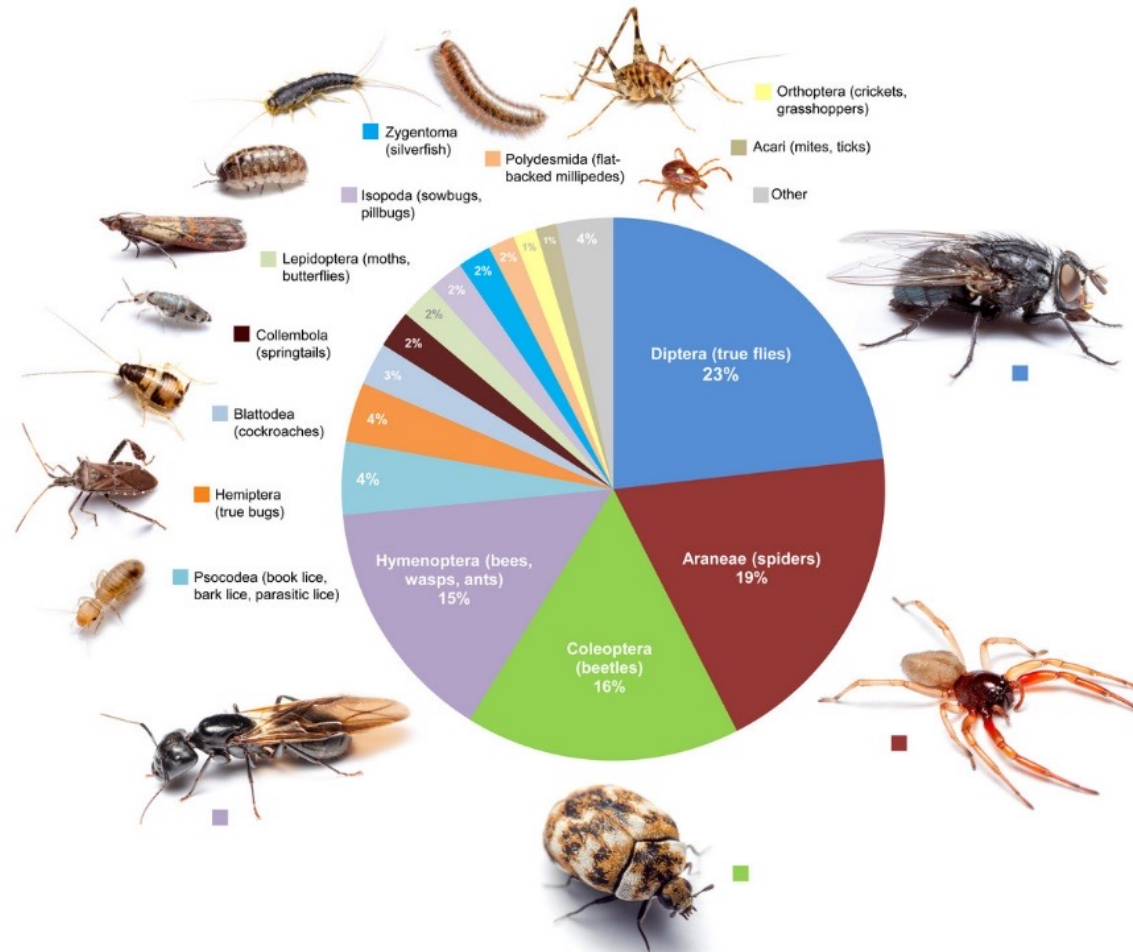 Orthoptera (crickets,
grasshoppers)
Zygentoma
(silverfish)
Polydesmida (flat-
backed millipedes)
Acari (mites, ticks)
Isopoda (sowbugs,
pillbugs)
Other
Lepidoptera (moths,
butterflies)
Collembola
(springtails)
Blattodea
(cockroaches)
Hemiptera
(true bugs)
Psocodea (book lice,
bark lice, parasitic lice)
Diptera (true flies)
23%
Araneae (spiders)
19%
Coleoptera
(beetles)
16%
Hymenoptera (bees,
wasps, ants)
15%
4%
4%
3%
2%
2%
2%
2%
2%
1%
1%
4%